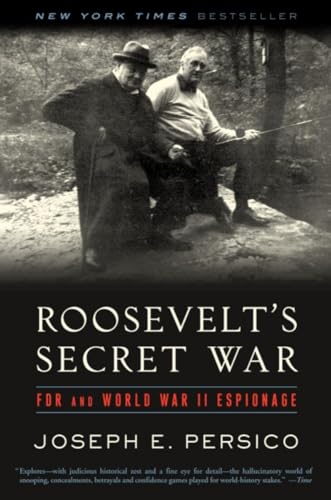 NEW YORK TIMES BESTSELLER
ROOSEVELT'S
SECRET WAR
FDR AND WORLD WAR II ESPIONAGE
JOSEPH E. PERSICO
"Explores—with judicious historical zest and a fine eye for detail—the hallucinatory world of
snooping, concealments, betrayals and confidence games played for world-history stakes." —Time